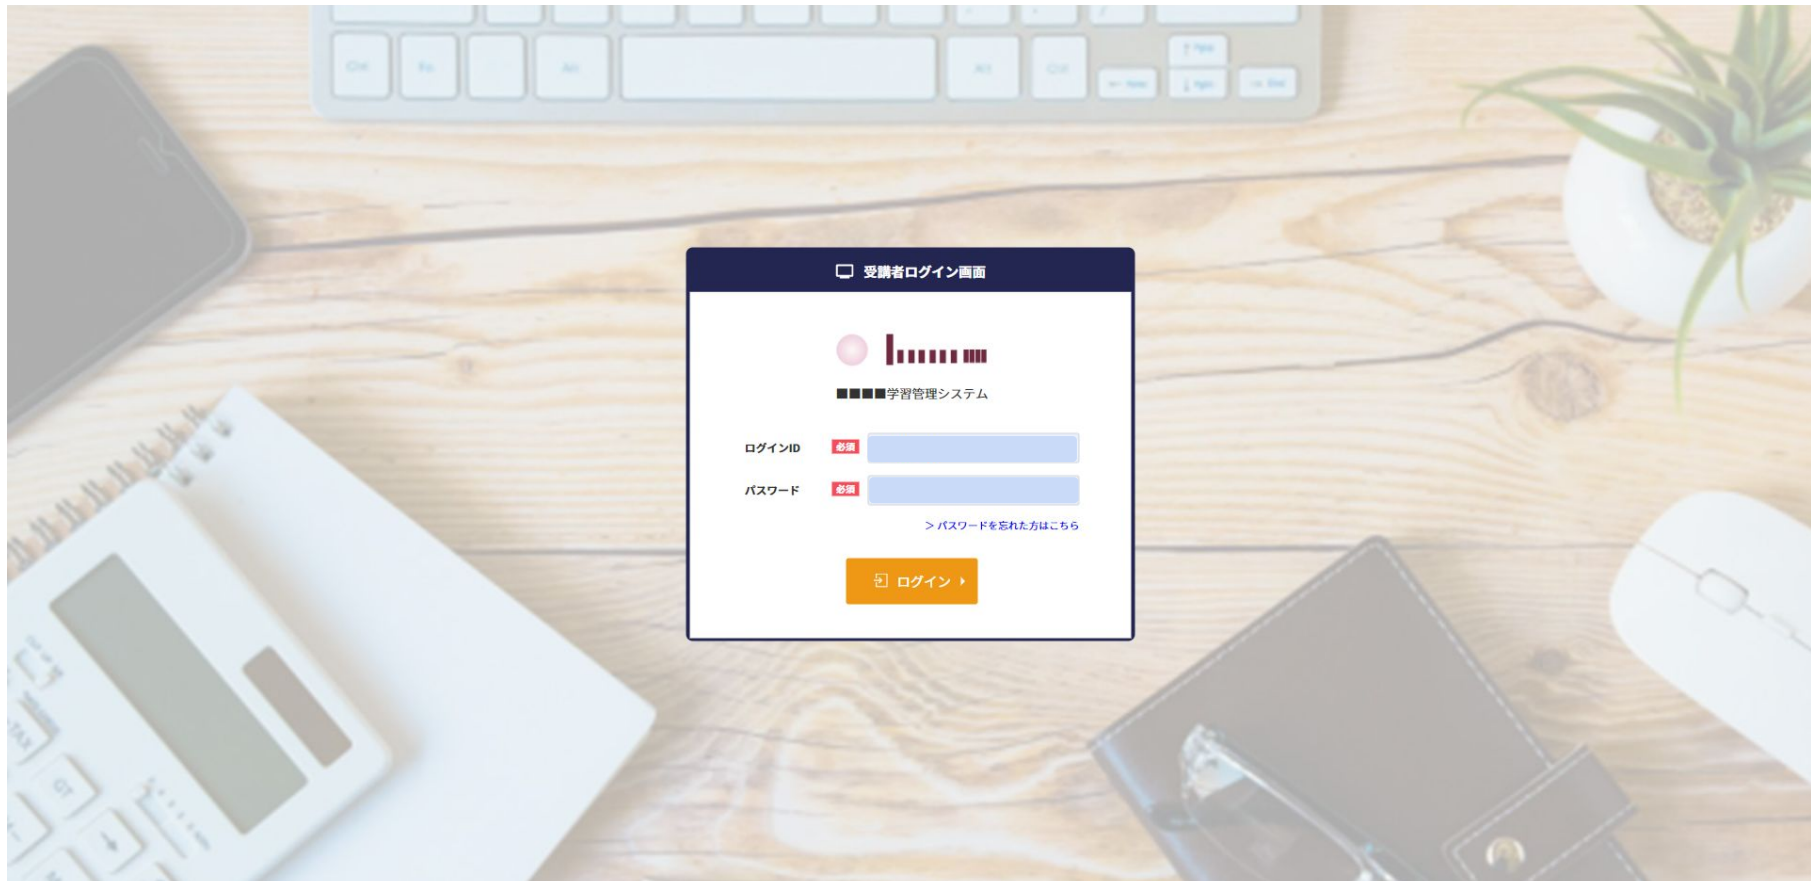 受講者ログイン画面
■■■■学習管理システム
ログインID 必須
パスワード 必須
＞パスワードを忘れた方はこちら
ログイン
GT